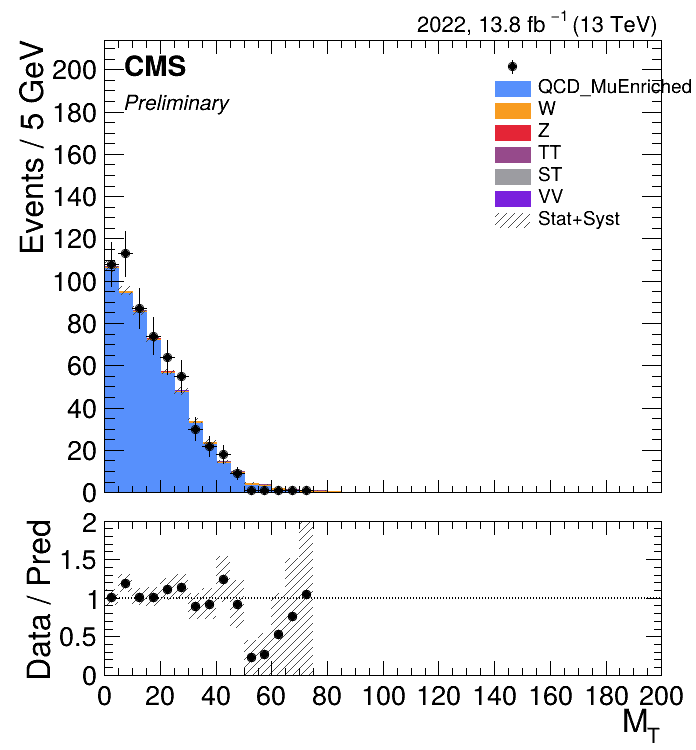 2022, 13.8 fb⁻¹ (13 TeV)
CMS
Preliminary
QCD_MuEnriched
W
Z
TT
ST
VV
Stat+Syst
Events / 5 GeV
200
180
160
140
120
100
80
60
40
20
0
Data / Pred
2
1.5
1
0.5
0
0 20 40 60 80 100 120 140 160 180 200
M_T